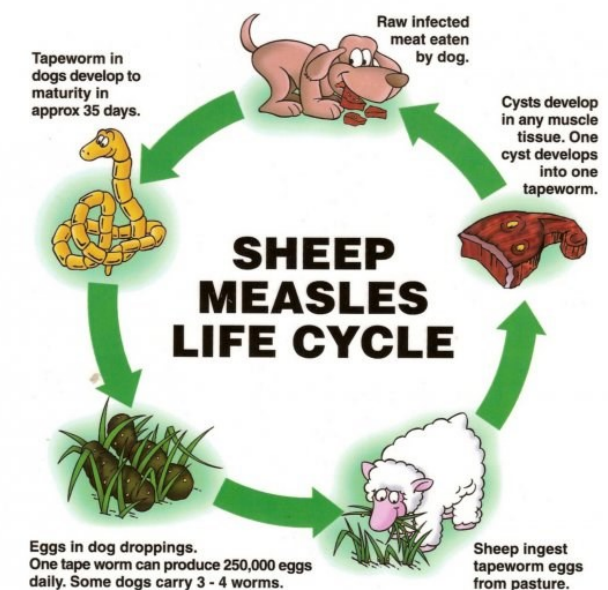 Raw infected
meat eaten
by dog.
Tapeworm in
dogs develop to
maturity in
approx 35 days.
Cysts develop
in any muscle
tissue. One
cyst develops
into one
tapeworm.
SHEEP
MEASLES
LIFE CYCLE
Eggs in dog droppings.
One tape worm can produce 250,000 eggs
daily. Some dogs carry 3 - 4 worms.
Sheep ingest
tapeworm eggs
from pasture.